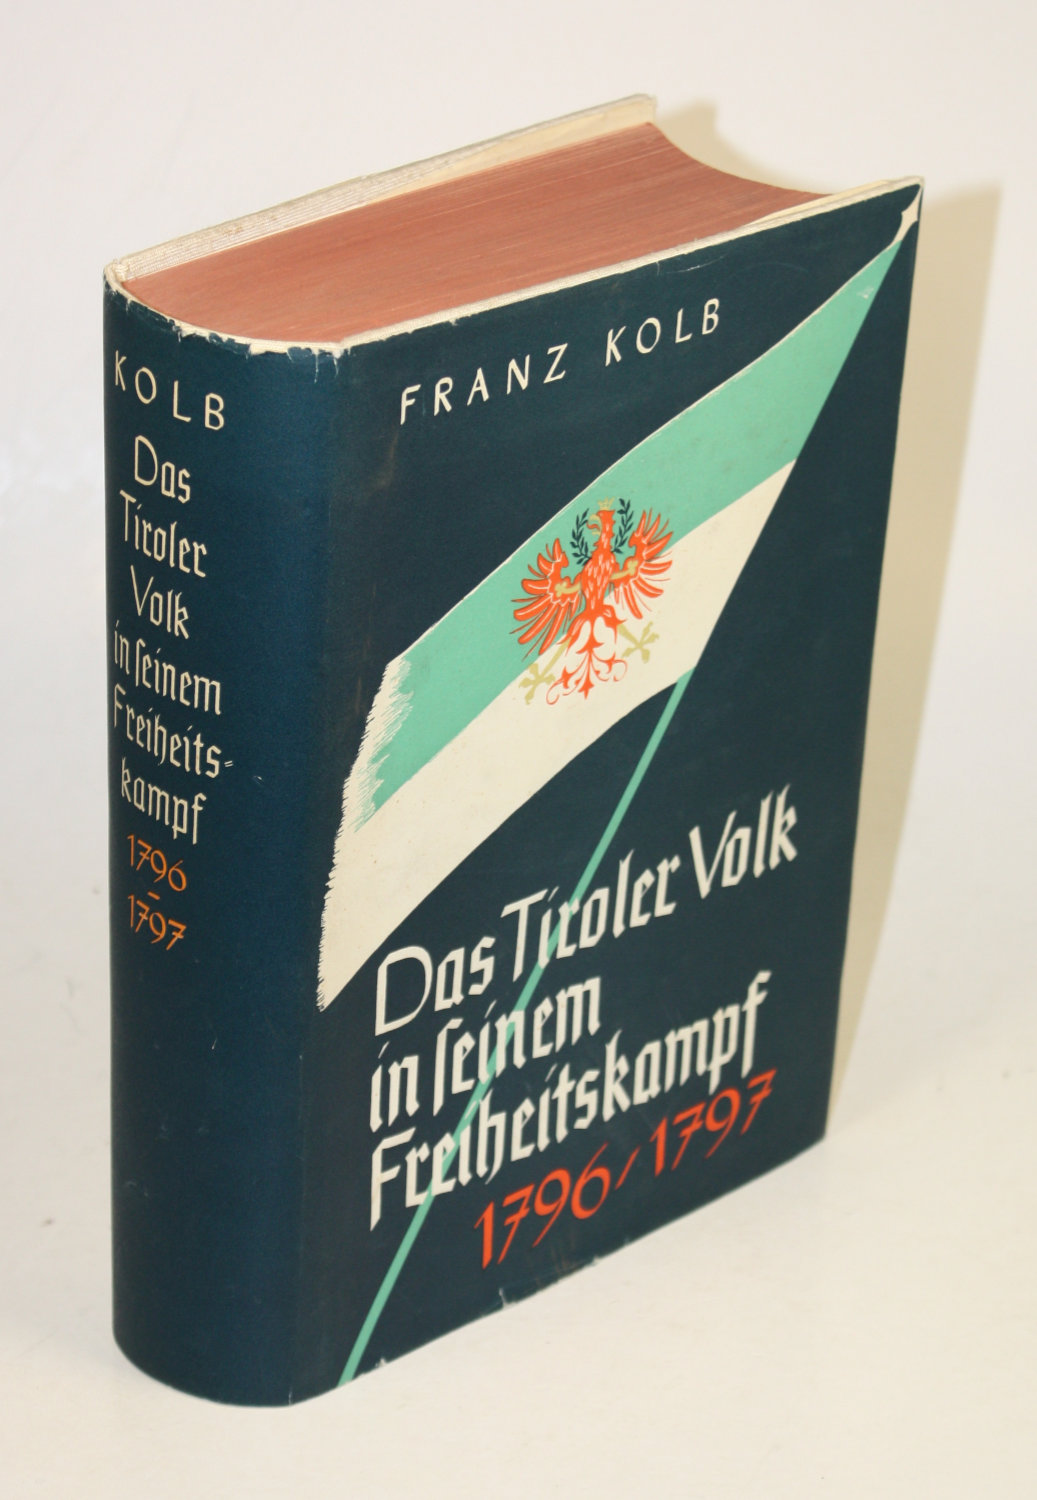 KOLB
Das
Tiroler
Volk
in ſeinem
Freiheits-
kampf
1796
-
1797
FRANZ KOLB
Das Tiroler Volk
in ſeinem
Freiheitskampf
1796/1797